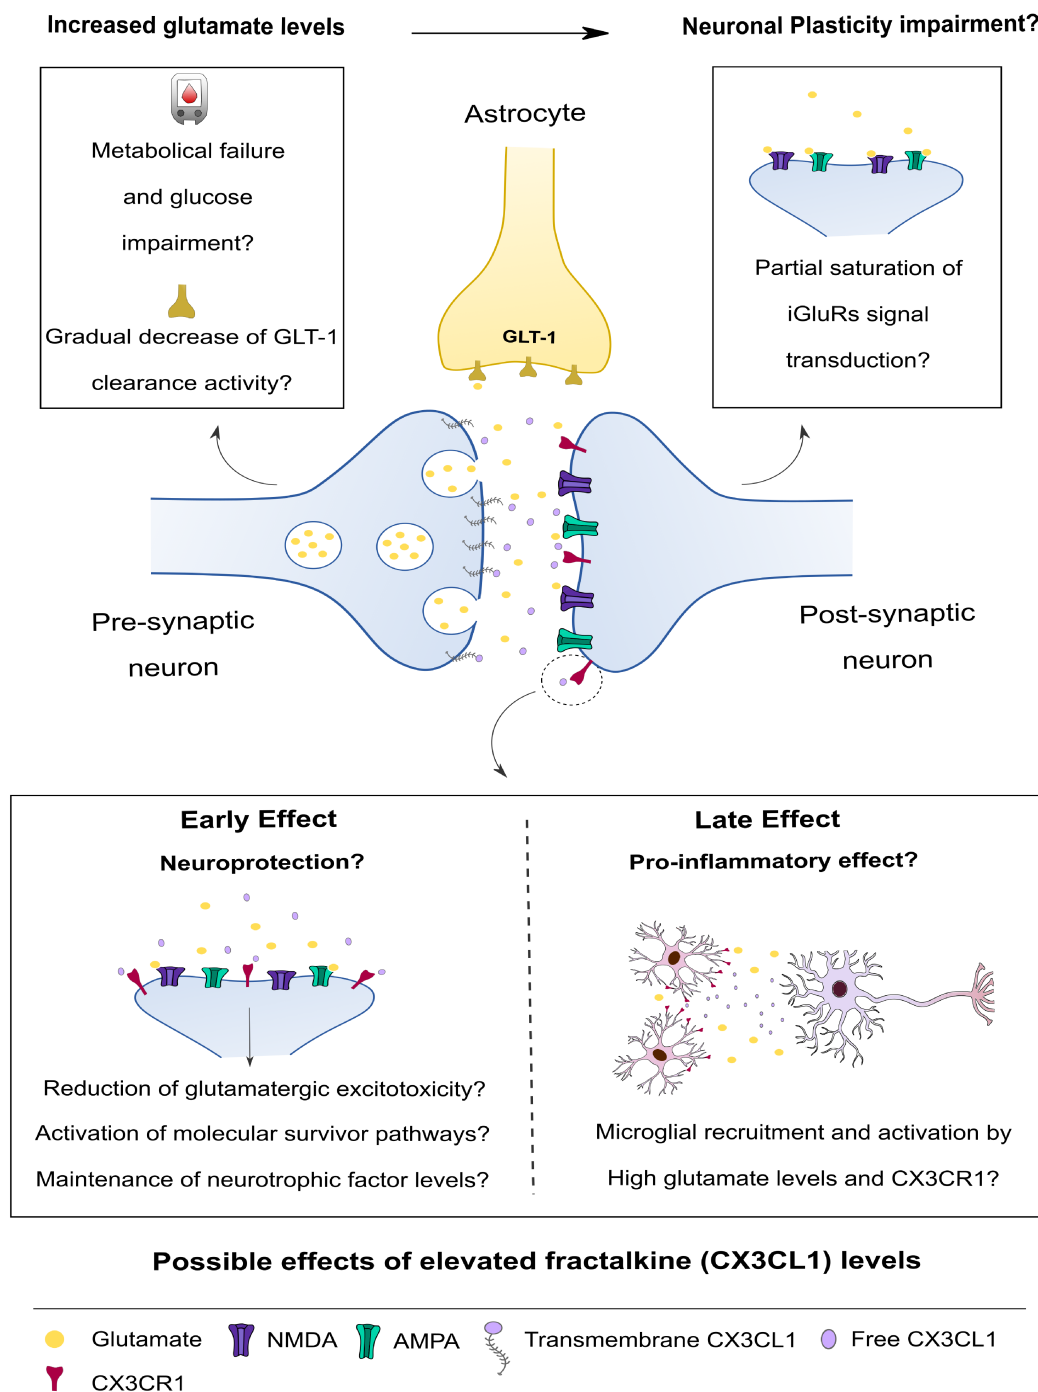 Increased glutamate levels
Neuronal Plasticity impairment?
Metabolical failure
and glucose
impairment?
Gradual decrease of GLT-1
clearance activity?
Astrocyte
GLT-1
Partial saturation of
iGluRs signal
transduction?
Pre-synaptic
neuron
Post-synaptic
neuron
Early Effect
Neuroprotection?
Reduction of glutamatergic excitotoxicity?
Activation of molecular survivor pathways?
Maintenance of neurotrophic factor levels?
Late Effect
Pro-inflammatory effect?
Microglial recruitment and activation by
High glutamate levels and CX3CR1?
Possible effects of elevated fractalkine (CX3CL1) levels
Glutamate
NMDA
AMPA
Transmembrane CX3CL1
Free CX3CL1
CX3CR1